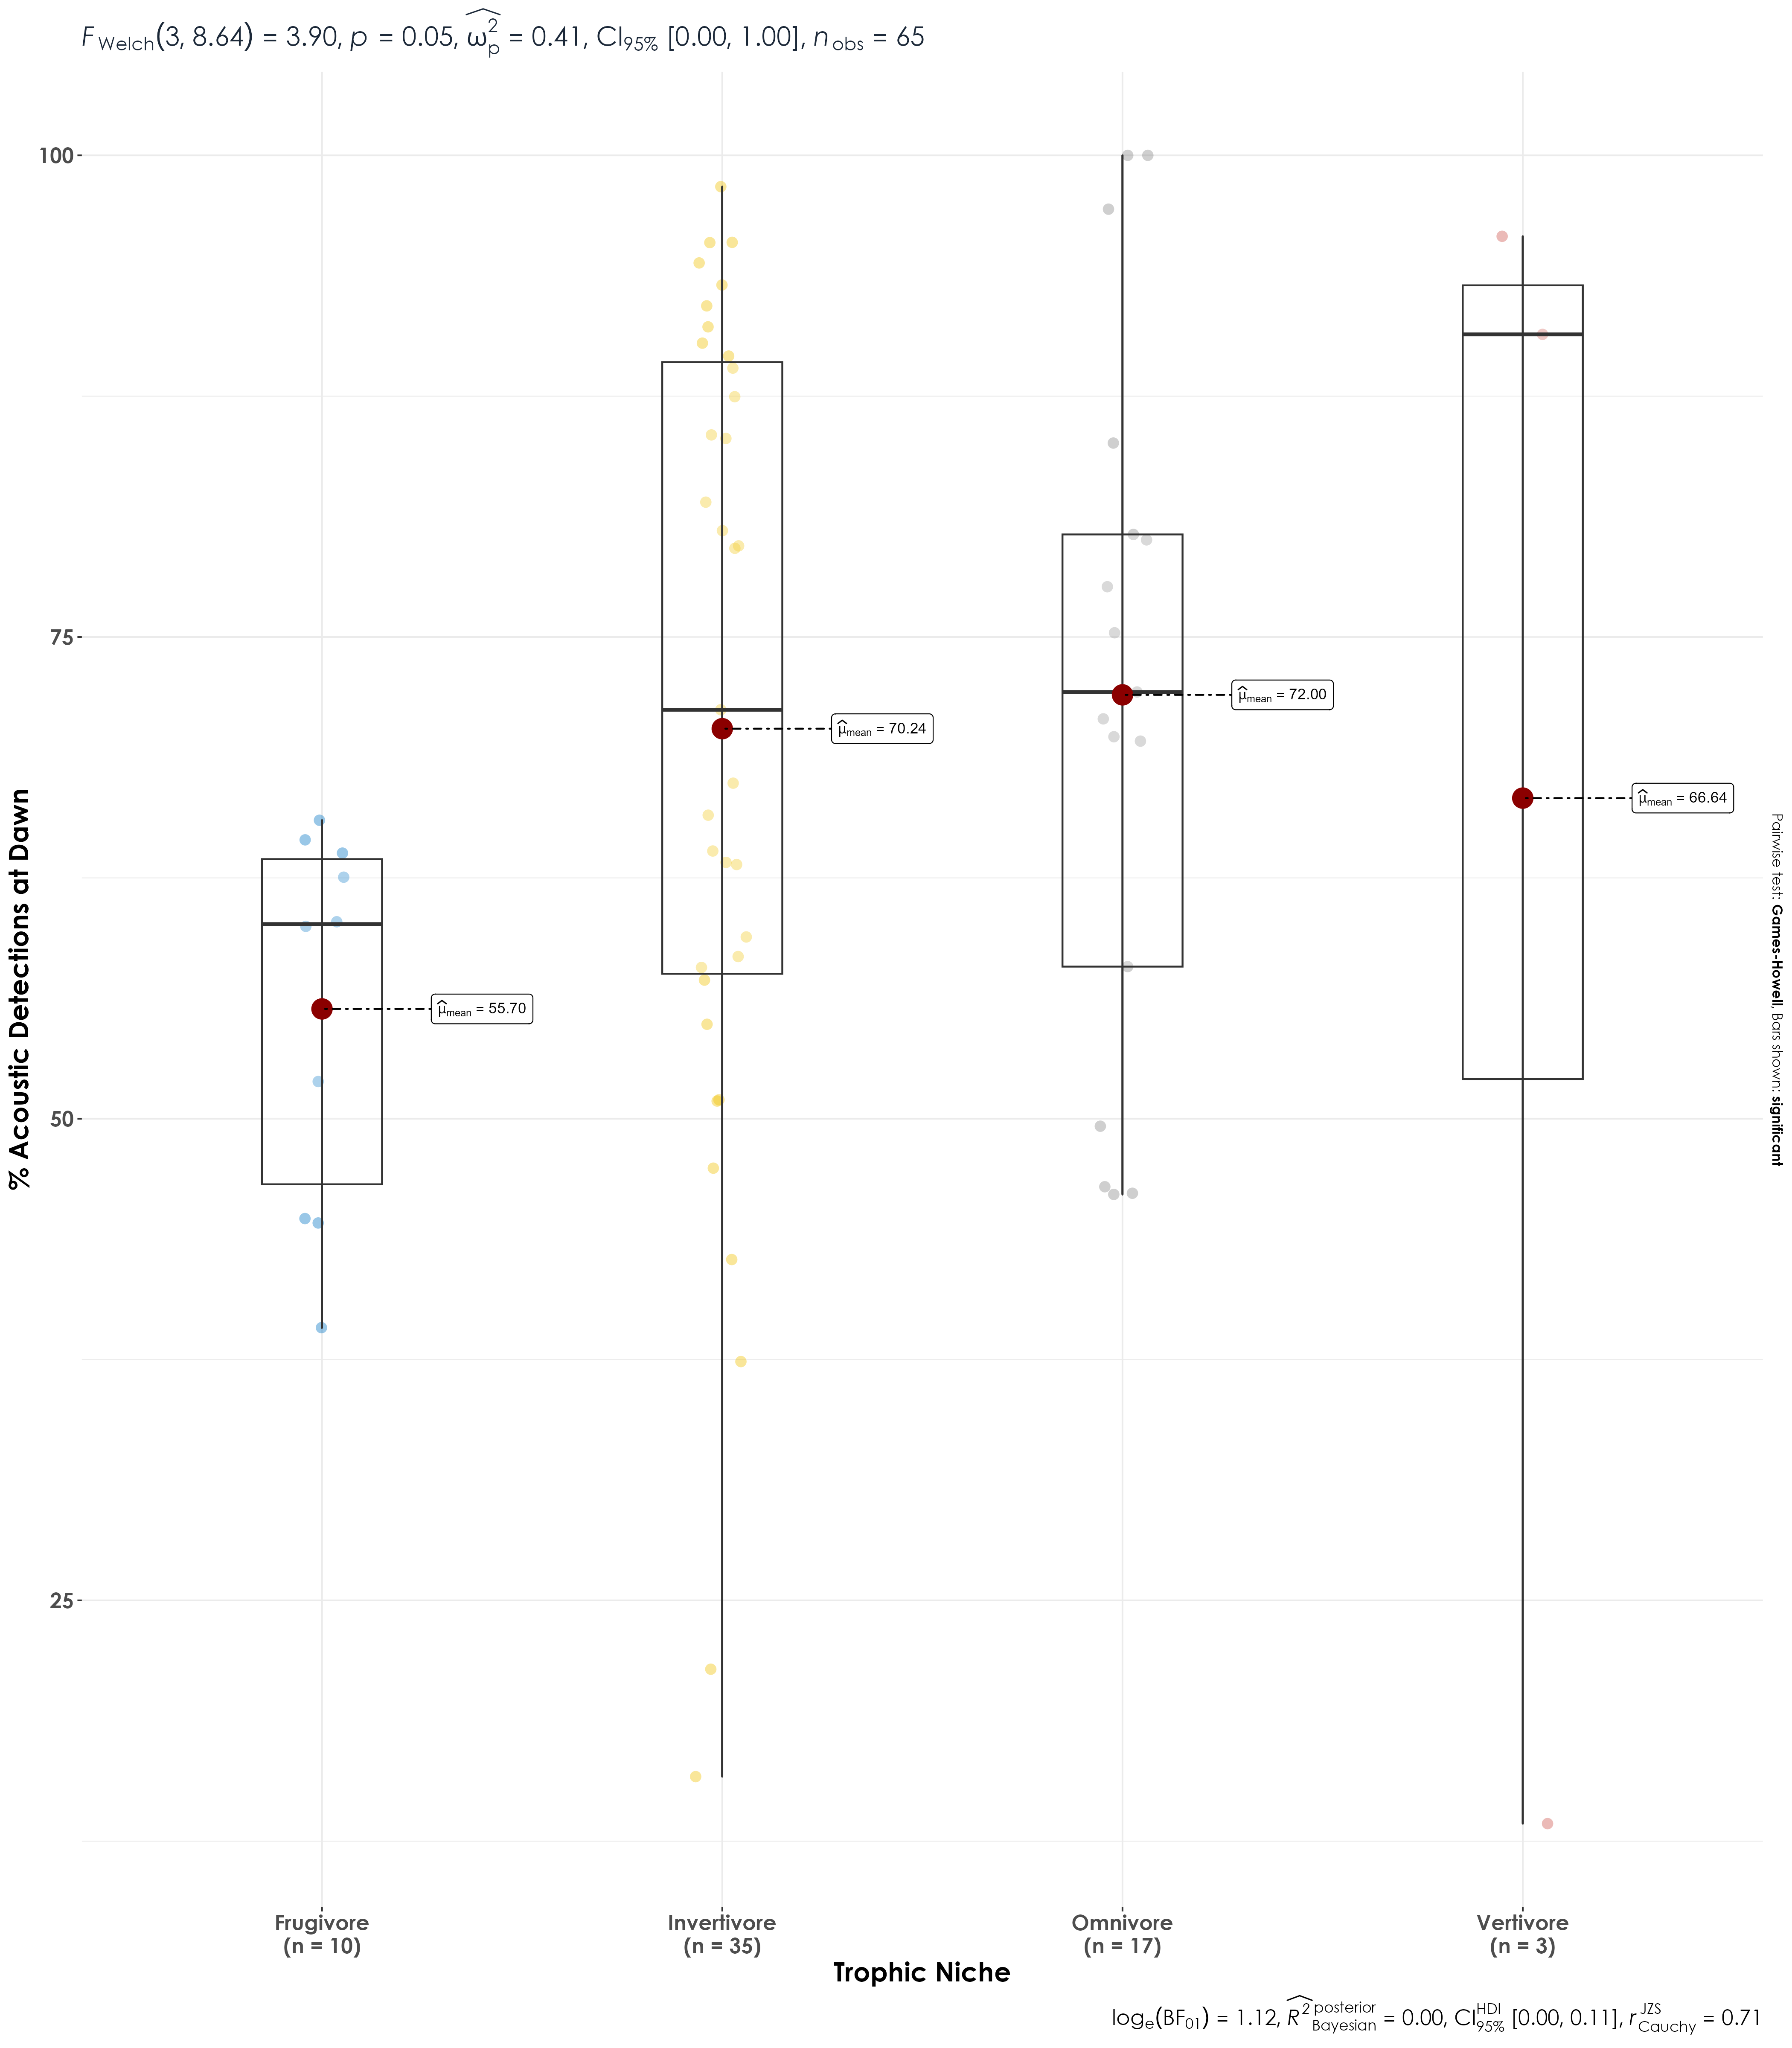 F Welch(3, 8.64) = 3.90, p = 0.05, ω̂²p = 0.41, CI95% [0.00, 1.00], nobs = 65
% Acoustic Detections at Dawn
100
75
50
25
μ̂mean = 55.70
μ̂mean = 70.24
μ̂mean = 72.00
μ̂mean = 66.64
Pairwise test: Games-Howell, Bars shown: significant
Frugivore
(n = 10)
Invertivore
(n = 35)
Omnivore
(n = 17)
Vertivore
(n = 3)
Trophic Niche
loge(BF01) = 1.12, R̂² posterior Bayesian = 0.00, CI HDI 95% [0.00, 0.11], r JZS Cauchy = 0.71